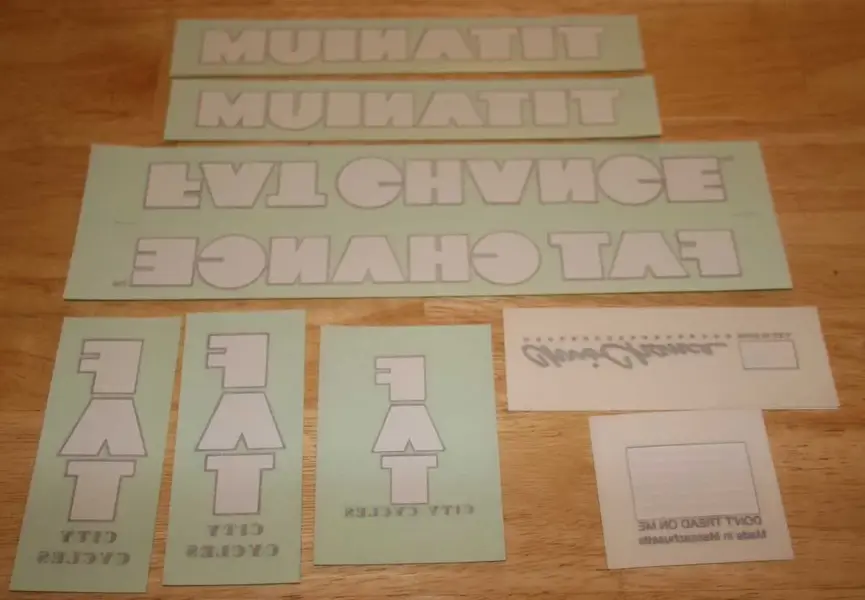 TITANIUM
TITANIUM
FAT CHANCE
FAT CHANCE
FAT
CITY
CYCLES
FAT
CITY
CYCLES
FAT
CITY CYCLES
DON'T TREAD ON ME
Made in Massachusetts